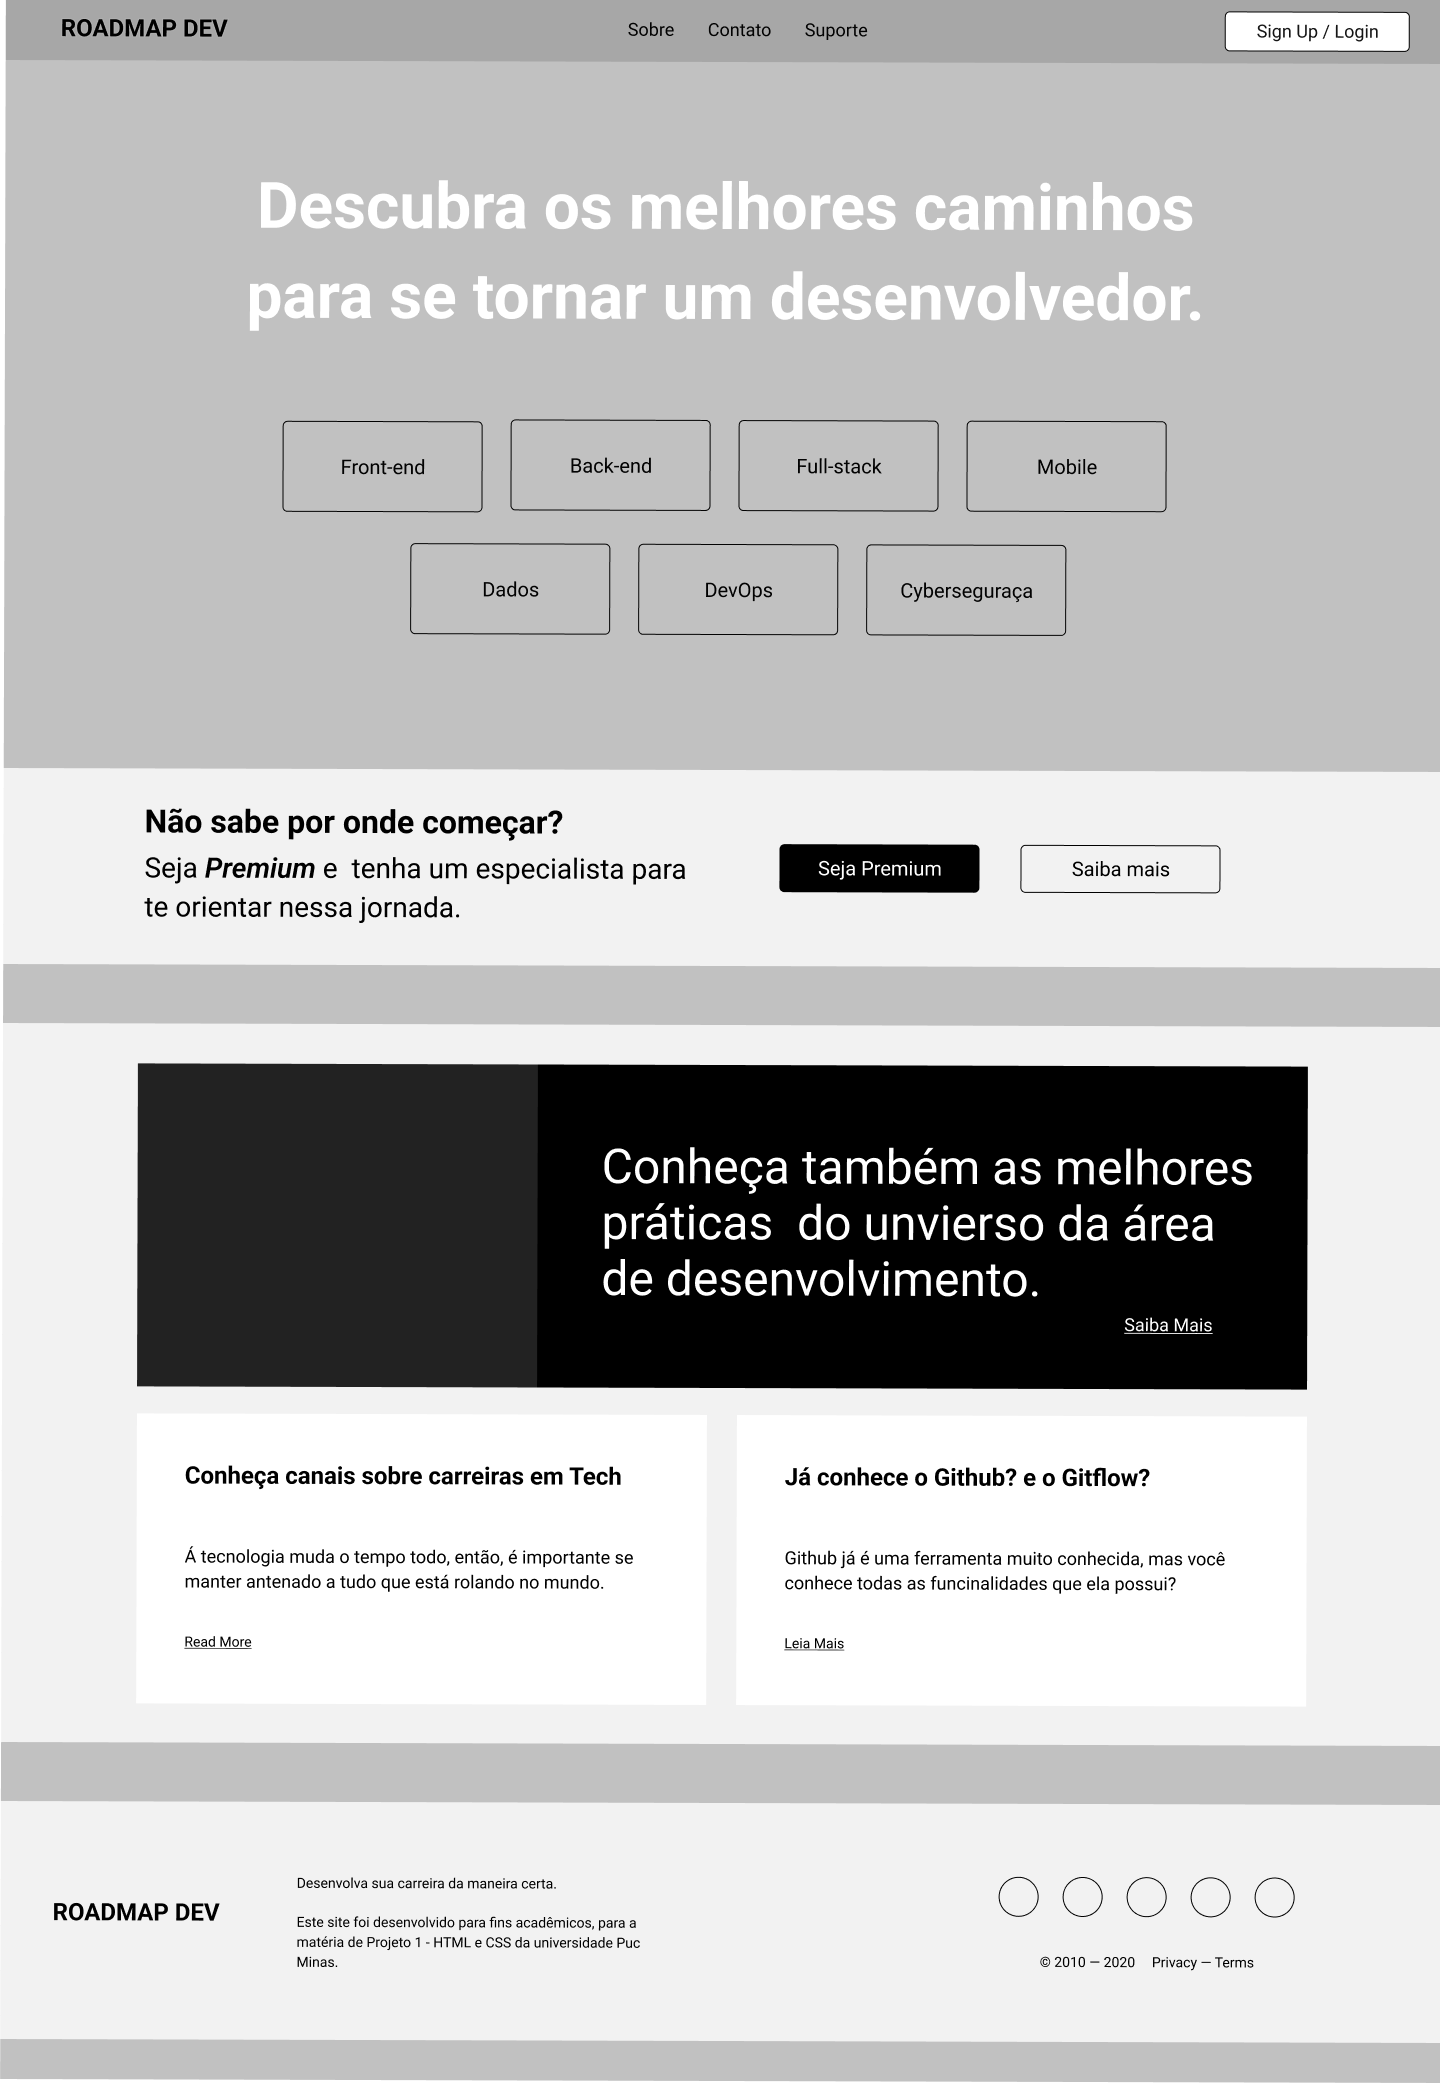 ROADMAP DEV
Sobre
Contato
Suporte
Sign Up / Login
Descubra os melhores caminhos
para se tornar um desenvolvedor.
Front-end
Back-end
Full-stack
Mobile
Dados
DevOps
Cyberseguraça
Não sabe por onde começar?
Seja Premium e  tenha um especialista para
te orientar nessa jornada.
Seja Premium
Saiba mais
Conheça também as melhores
práticas  do unvierso da área
de desenvolvimento.
Saiba Mais
Conheça canais sobre carreiras em Tech
Á tecnologia muda o tempo todo, então, é importante se
manter antenado a tudo que está rolando no mundo.
Read More
Já conhece o Github? e o Gitflow?
Github já é uma ferramenta muito conhecida, mas você
conhece todas as funcinalidades que ela possui?
Leia Mais
ROADMAP DEV
Desenvolva sua carreira da maneira certa.
Este site foi desenvolvido para fins acadêmicos, para a
matéria de Projeto 1 - HTML e CSS da universidade Puc
Minas.
© 2010 — 2020
Privacy — Terms